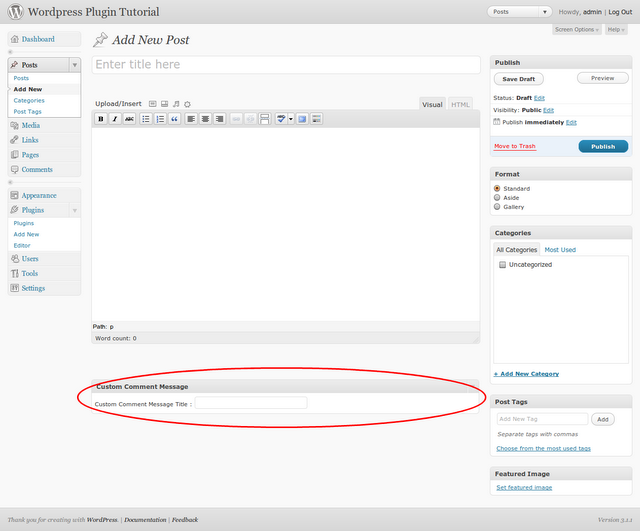 Wordpress Plugin Tutorial
Posts
Howdy, admin | Log Out
Screen Options
Help
Dashboard
Posts
Posts
Add New
Categories
Post Tags
Media
Links
Pages
Comments
Appearance
Plugins
Plugins
Add New
Editor
Users
Tools
Settings
Add New Post
Enter title here
Upload/Insert
Visual
HTML
B I ABC
Path: p
Word count: 0
Custom Comment Message
Custom Comment Message Title :
Publish
Save Draft
Preview
Status: Draft Edit
Visibility: Public Edit
Publish immediately Edit
Move to Trash
Publish
Format
Standard
Aside
Gallery
Categories
All Categories
Most Used
Uncategorized
+ Add New Category
Post Tags
Add New Tag
Add
Separate tags with commas
Choose from the most used tags
Featured Image
Set featured image
Thank you for creating with WordPress. | Documentation | Feedback
Version 3.2.1